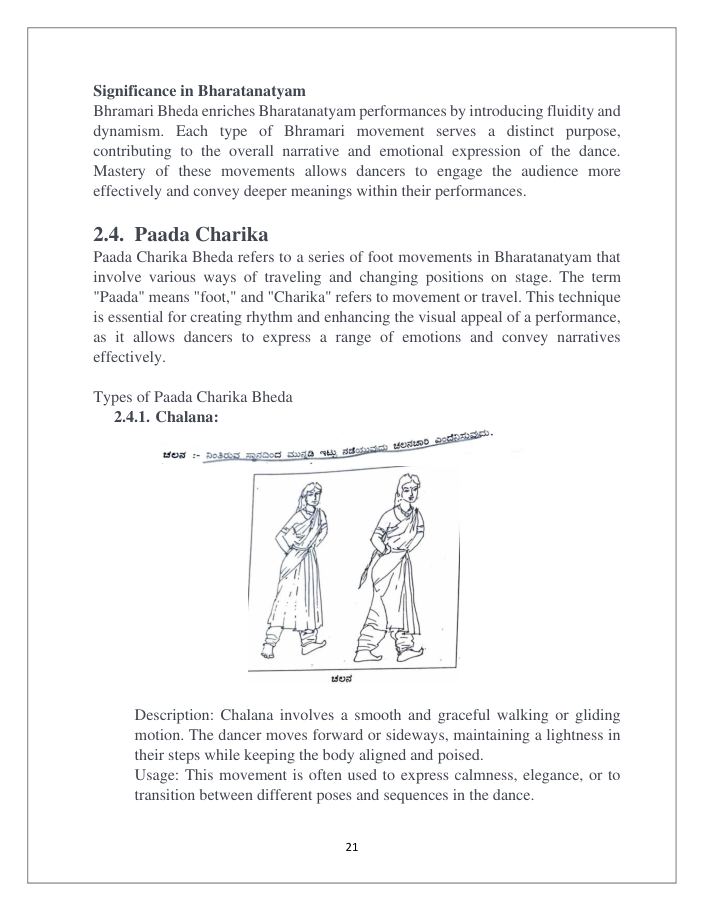 Significance in Bharatanatyam
Bhramari Bheda enriches Bharatanatyam performances by introducing fluidity and
dynamism. Each type of Bhramari movement serves a distinct purpose,
contributing to the overall narrative and emotional expression of the dance.
Mastery of these movements allows dancers to engage the audience more
effectively and convey deeper meanings within their performances.
2.4. Paada Charika
Paada Charika Bheda refers to a series of foot movements in Bharatanatyam that
involve various ways of traveling and changing positions on stage. The term
"Paada" means "foot," and "Charika" refers to movement or travel. This technique
is essential for creating rhythm and enhancing the visual appeal of a performance,
as it allows dancers to express a range of emotions and convey narratives
effectively.
Types of Paada Charika Bheda
2.4.1. Chalana:
ಚಲನ :- ನಿಂತಿರುವ ಸ್ಥಾನದಿಂದ ಮುನ್ನಡಿ ಇಟ್ಟು ನಡೆಯುವುದು ಚಲನಚಾರಿ ಎಂದೆನಿಸುವುದು.
ಚಲನ
Description: Chalana involves a smooth and graceful walking or gliding
motion. The dancer moves forward or sideways, maintaining a lightness in
their steps while keeping the body aligned and poised.
Usage: This movement is often used to express calmness, elegance, or to
transition between different poses and sequences in the dance.
21